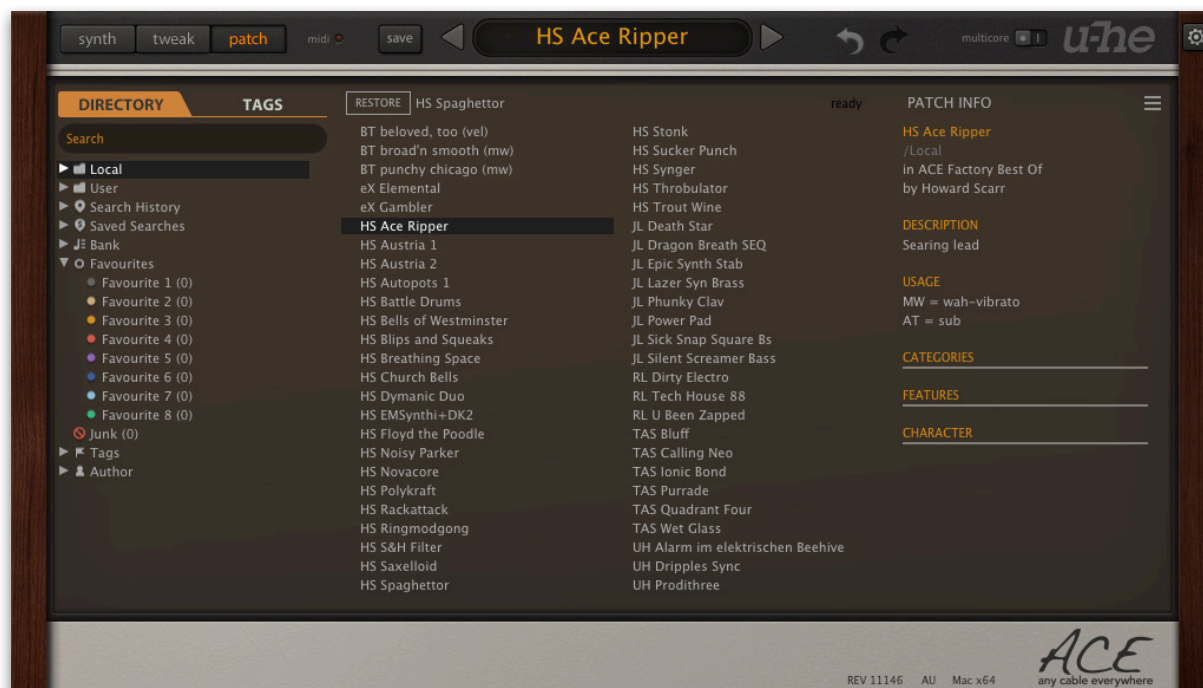 synth tweak patch midi save HS Ace Ripper multicore u-he
DIRECTORY TAGS
Search
Local
User
Search History
Saved Searches
Bank
Favourites
Favourite 1 (0)
Favourite 2 (0)
Favourite 3 (0)
Favourite 4 (0)
Favourite 5 (0)
Favourite 6 (0)
Favourite 7 (0)
Favourite 8 (0)
Junk (0)
Tags
Author
RESTORE HS Spaghettor ready
BT beloved, too (vel)
BT broad'n smooth (mw)
BT punchy chicago (mw)
eX Elemental
eX Gambler
HS Ace Ripper
HS Austria 1
HS Austria 2
HS Autopots 1
HS Battle Drums
HS Bells of Westminster
HS Blips and Squeaks
HS Breathing Space
HS Church Bells
HS Dymanic Duo
HS EMSynthi+DK2
HS Floyd the Poodle
HS Noisy Parker
HS Novacore
HS Polykraft
HS Rackattack
HS Ringmodgong
HS S&H Filter
HS Saxelloid
HS Spaghettor
HS Stonk
HS Sucker Punch
HS Synger
HS Throbulator
HS Trout Wine
JL Death Star
JL Dragon Breath SEQ
JL Epic Synth Stab
JL Lazer Syn Brass
JL Phunky Clav
JL Power Pad
JL Sick Snap Square Bs
JL Silent Screamer Bass
RL Dirty Electro
RL Tech House 88
RL U Been Zapped
TAS Bluff
TAS Calling Neo
TAS Ionic Bond
TAS Purrade
TAS Quadrant Four
TAS Wet Glass
UH Alarm im elektrischen Beehive
UH Dripples Sync
UH Prodithree
PATCH INFO
HS Ace Ripper
/Local
in ACE Factory Best Of
by Howard Scarr
DESCRIPTION
Searing lead
USAGE
MW = wah-vibrato
AT = sub
CATEGORIES
FEATURES
CHARACTER
ACE
any cable everywhere
REV 11146 AU Mac x64